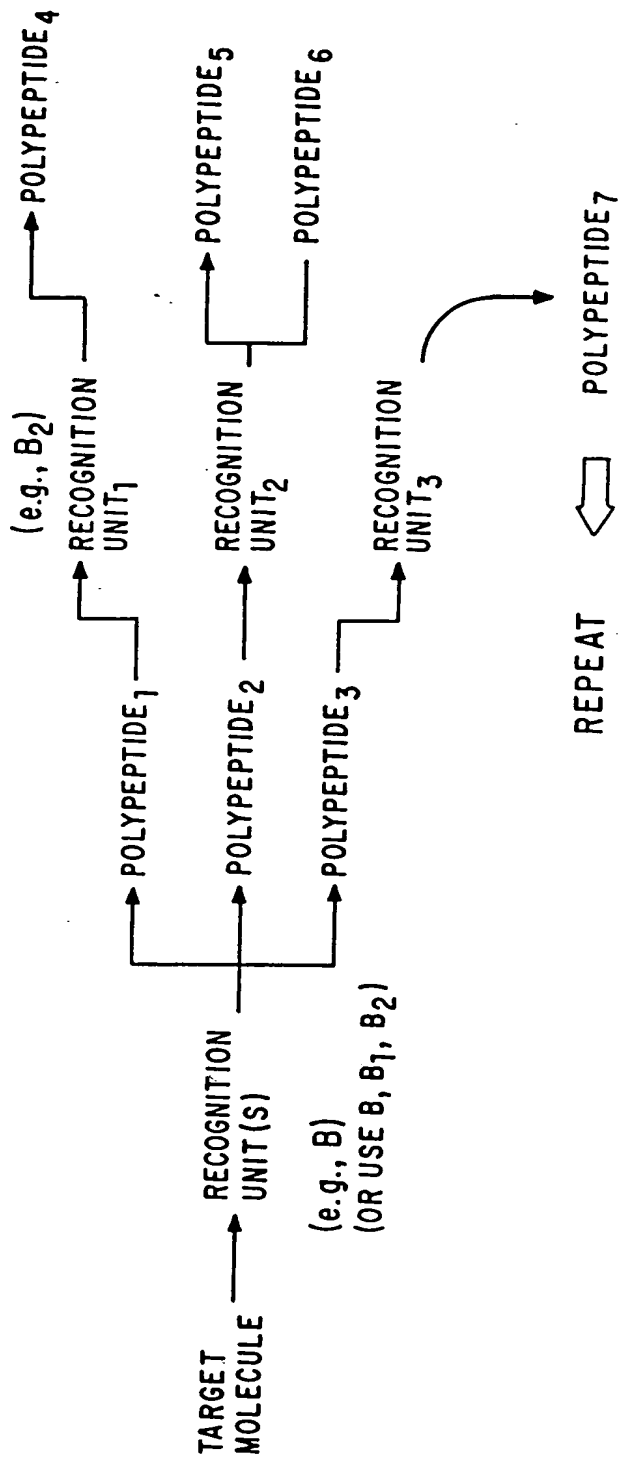 TARGET
MOLECULE
RECOGNITION
UNIT(S)
(e.g., B)
(OR USE B, B₁, B₂)
POLYPEPTIDE₁
POLYPEPTIDE₂
POLYPEPTIDE₃
(e.g., B₂)
RECOGNITION
UNIT₁
RECOGNITION
UNIT₂
RECOGNITION
UNIT₃
POLYPEPTIDE₄
POLYPEPTIDE₅
POLYPEPTIDE₆
REPEAT
POLYPEPTIDE₇